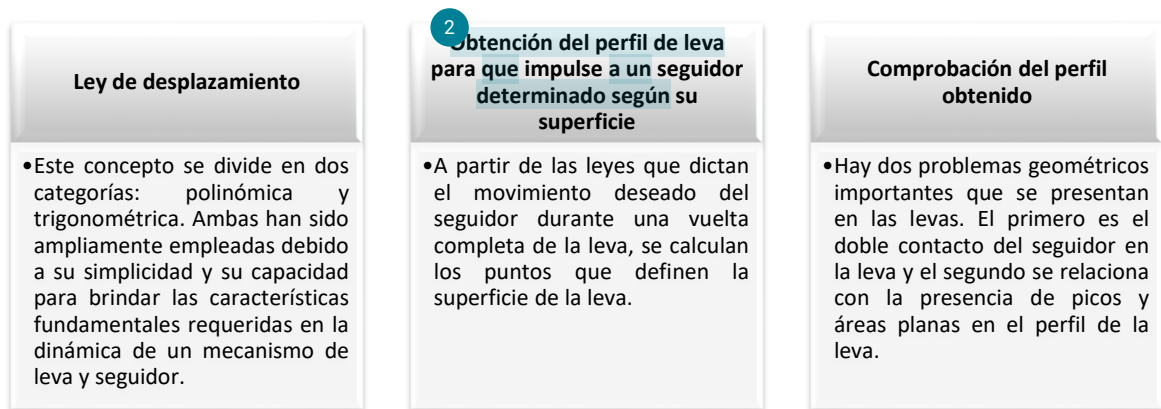 Ley de desplazamiento
•Este concepto se divide en dos
categorías: polinómica y
trigonométrica. Ambas han sido
ampliamente empleadas debido
a su simplicidad y su capacidad
para brindar las características
fundamentales requeridas en la
dinámica de un mecanismo de
leva y seguidor.
2
Obtención del perfil de leva
para que impulse a un seguidor
determinado según su
superficie
•A partir de las leyes que dictan
el movimiento deseado del
seguidor durante una vuelta
completa de la leva, se calculan
los puntos que definen la
superficie de la leva.
Comprobación del perfil
obtenido
•Hay dos problemas geométricos
importantes que se presentan
en las levas. El primero es el
doble contacto del seguidor en
la leva y el segundo se relaciona
con la presencia de picos y
áreas planas en el perfil de la
leva.